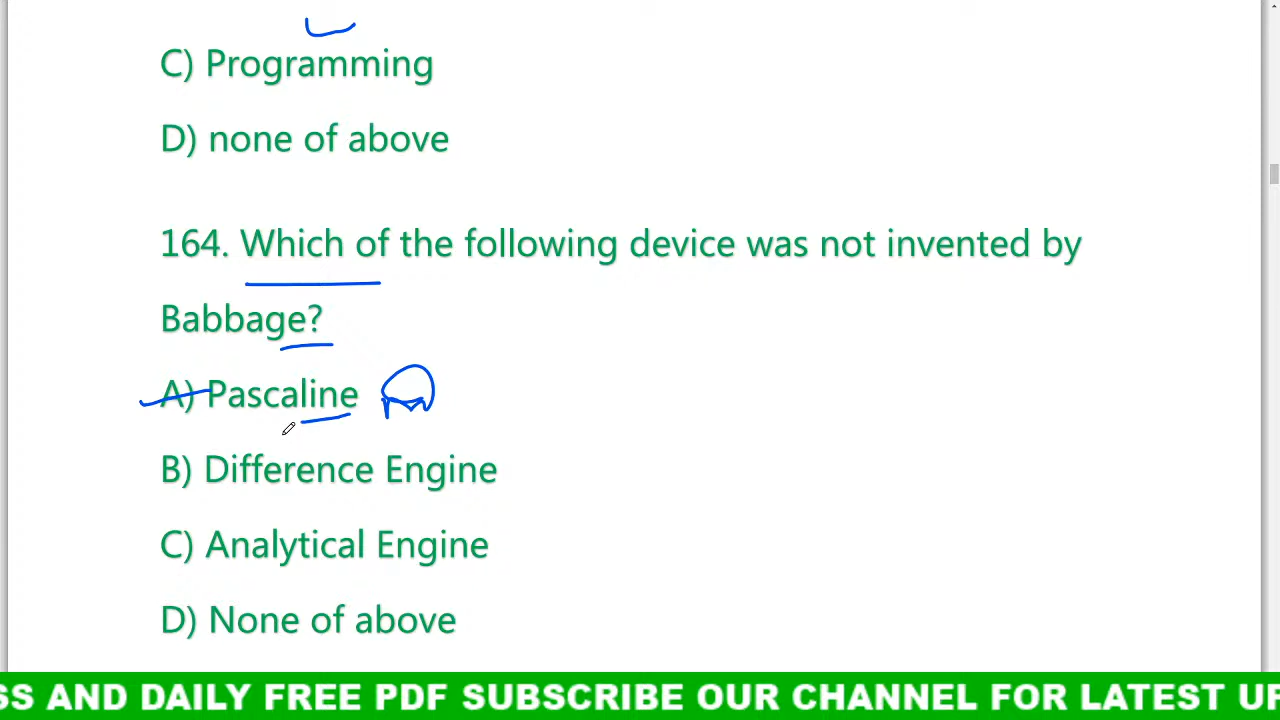 C) Programming
D) none of above
164. Which of the following device was not invented by
Babbage?
A) Pascaline
B) Difference Engine
C) Analytical Engine
D) None of above
SS AND DAILY FREE PDF SUBSCRIBE OUR CHANNEL FOR LATEST UP